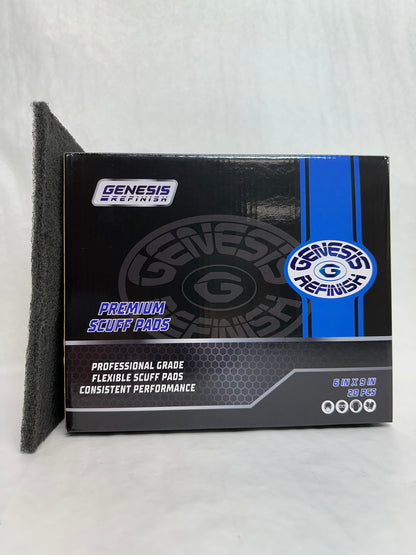 GENESIS
REFINISH
GENESIS
G
REFINISH
GENESIS
G
REFINISH
PREMIUM
SCUFF PADS
PROFESSIONAL GRADE
FLEXIBLE SCUFF PADS
CONSISTENT PERFORMANCE
6 IN X 9 IN
20 PCS